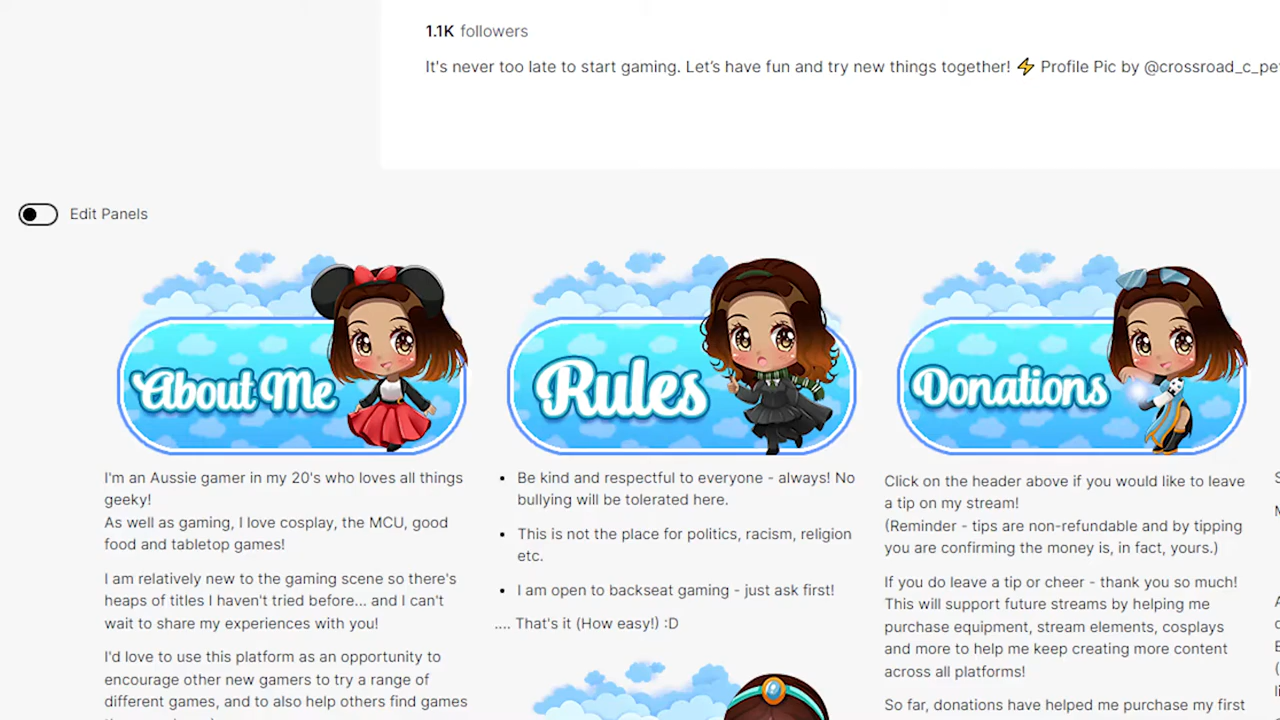 1.1K followers
It's never too late to start gaming. Let's have fun and try new things together! ⚡ Profile Pic by
Edit Panels
About Me
I'm an Aussie gamer in my 20's who loves all things
geeky!
As well as gaming, I love cosplay, the MCU, good
food and tabletop games!
I am relatively new to the gaming scene so there's
heaps of titles I haven't tried before... and I can't
wait to share my experiences with you!
I'd love to use this platform as an opportunity to
encourage other new gamers to try a range of
different games, and to also help others find games
Rules
• Be kind and respectful to everyone - always! No
bullying will be tolerated here.
• This is not the place for politics, racism, religion
etc.
• I am open to backseat gaming - just ask first!
.... That's it (How easy!) :D
Donations
Click on the header above if you would like to leave
a tip on my stream!
(Reminder - tips are non-refundable and by tipping
you are confirming the money is, in fact, yours.)
If you do leave a tip or cheer - thank you so much!
This will support future streams by helping me
purchase equipment, stream elements, cosplays
and more to help me keep creating more content
across all platforms!
So far, donations have helped me purchase my first